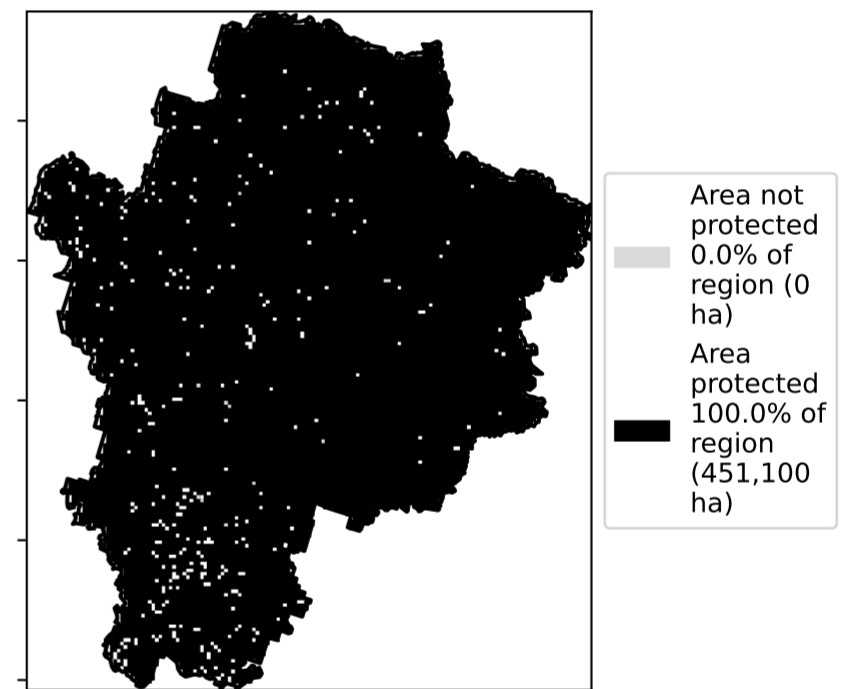 Area not
protected
0.0% of
region (0
ha)
Area
protected
100.0% of
region
(451,100
ha)